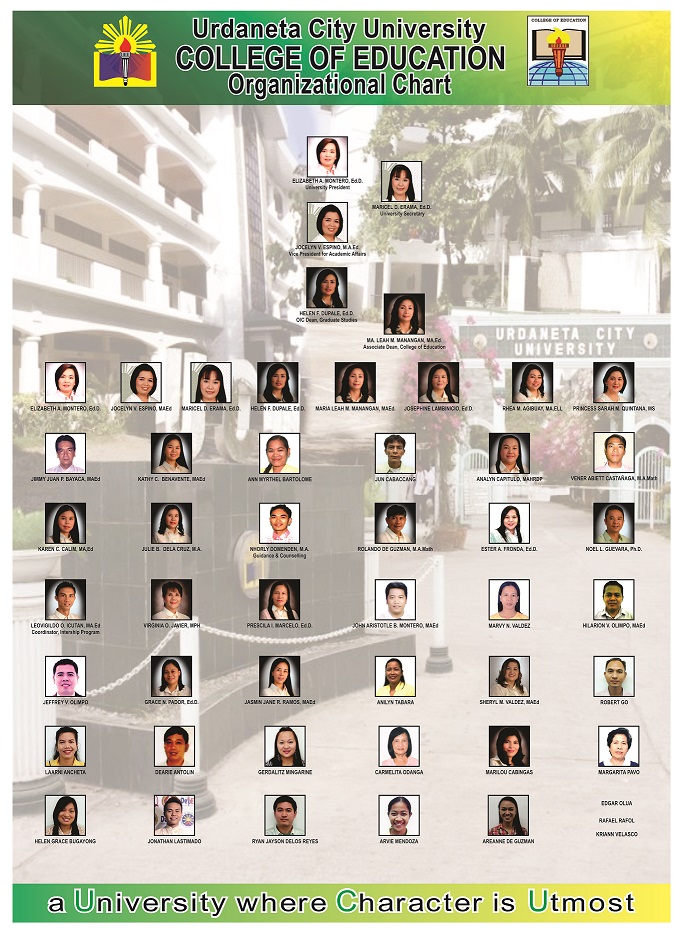 Urdaneta City University
COLLEGE OF EDUCATION
Organizational Chart
COLLEGE OF EDUCATION
ELIZABETH A. MONTERO, Ed.D.
University President
MARICEL D. ERAMA, Ed.D.
University Secretary
JOCELYN V. ESPINO, M.A.Ed.
Vice President for Academic Affairs
HELEN F. DUPALE, Ed.D.
OIC Dean, Graduate Studies
MA. LEAH M. MANANGAN, MA.Ed
Associate Dean, College of Education
URDANETA CITY
UNIVERSITY
ELIZABETH A. MONTERO, Ed.D.
JOCELYN V. ESPINO, MAEd
MARICEL D. ERAMA, Ed.D.
HELEN F. DUPALE, Ed.D.
MARIA LEAH M. MANANGAN, MAEd.
JOSEPHINE LAMBINICIO, Ed.D.
RHEA M. AGIBUAY, MA.ELL
PRINCESS SARAH M. QUINTANA, MS
JIMMY JUAN P. BAYACA, MAEd
KATHY C. BENAVENTE, MAEd
ANN MYRTHEL BARTOLOME
JUN CABACCANG
ANALYN CAPITULO, MAHRDP
VENER ABIETT CASTAÑAGA, M.A.Math
KAREN C. CALIM, MA,Ed
JULIE B. DELA CRUZ, M.A.
NHORLY DOMENDEN, M.A.
Guidance & Counselling
ROLANDO DE GUZMAN, M.A.Math
ESTER A. FRONDA, Ed.D.
NOEL L. GUEVARA, Ph.D.
LEOVIGILDO O. ICUTAN, MA.Ed
Coordinator, Intership Program
VIRGINIA O. JAVIER, MPH
PRESCILA I. MARCELO, Ed.D.
JOHN ARISTOTLE B. MONTERO, MAEd
MARVY N. VALDEZ
HILARION V. OLIMPO, MAEd
JEFFREY V. OLIMPO
GRACE N. PADOR, Ed.D.
JASMIN JANE R. RAMOS, MAEd
ANILYN TABARA
SHERYL M. VALDEZ, MAEd
ROBERT GO
LAARNI ANCHETA
DEARIE ANTOLIN
GERDALITZ MINGARINE
CARMELITA ODANGA
MARILOU CABINGAS
MARGARITA PAVO
HELEN GRACE BUGAYONG
JONATHAN LASTIMADO
RYAN JAYSON DELOS REYES
ARVIE MENDOZA
AREANNE DE GUZMAN
EDGAR OLUA
RAFAEL RAFOL
KRIANN VELASCO
a University where Character is Utmost